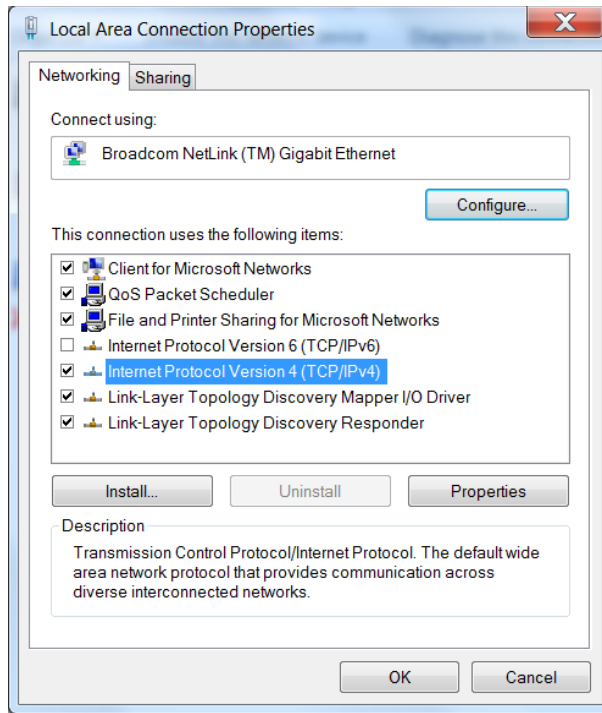 Local Area Connection Properties
Networking
Sharing
Connect using:
Broadcom NetLink (TM) Gigabit Ethernet
Configure...
This connection uses the following items:
Client for Microsoft Networks
QoS Packet Scheduler
File and Printer Sharing for Microsoft Networks
Internet Protocol Version 6 (TCP/IPv6)
Internet Protocol Version 4 (TCP/IPv4)
Link-Layer Topology Discovery Mapper I/O Driver
Link-Layer Topology Discovery Responder
Install...
Uninstall
Properties
Description
Transmission Control Protocol/Internet Protocol. The default wide
area network protocol that provides communication across
diverse interconnected networks.
OK
Cancel